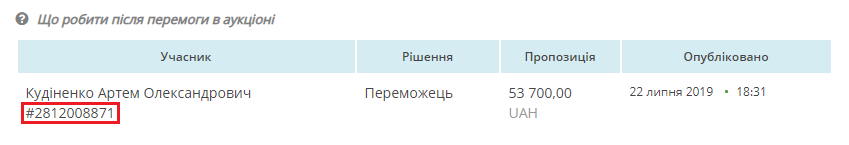 Що робити після перемоги в аукціоні
Учасник Рішення Пропозиція Опубліковано
Кудіненко Артем Олександрович Переможець 53 700,00 22 липня 2019 • 18:31
#2812008871 UAH